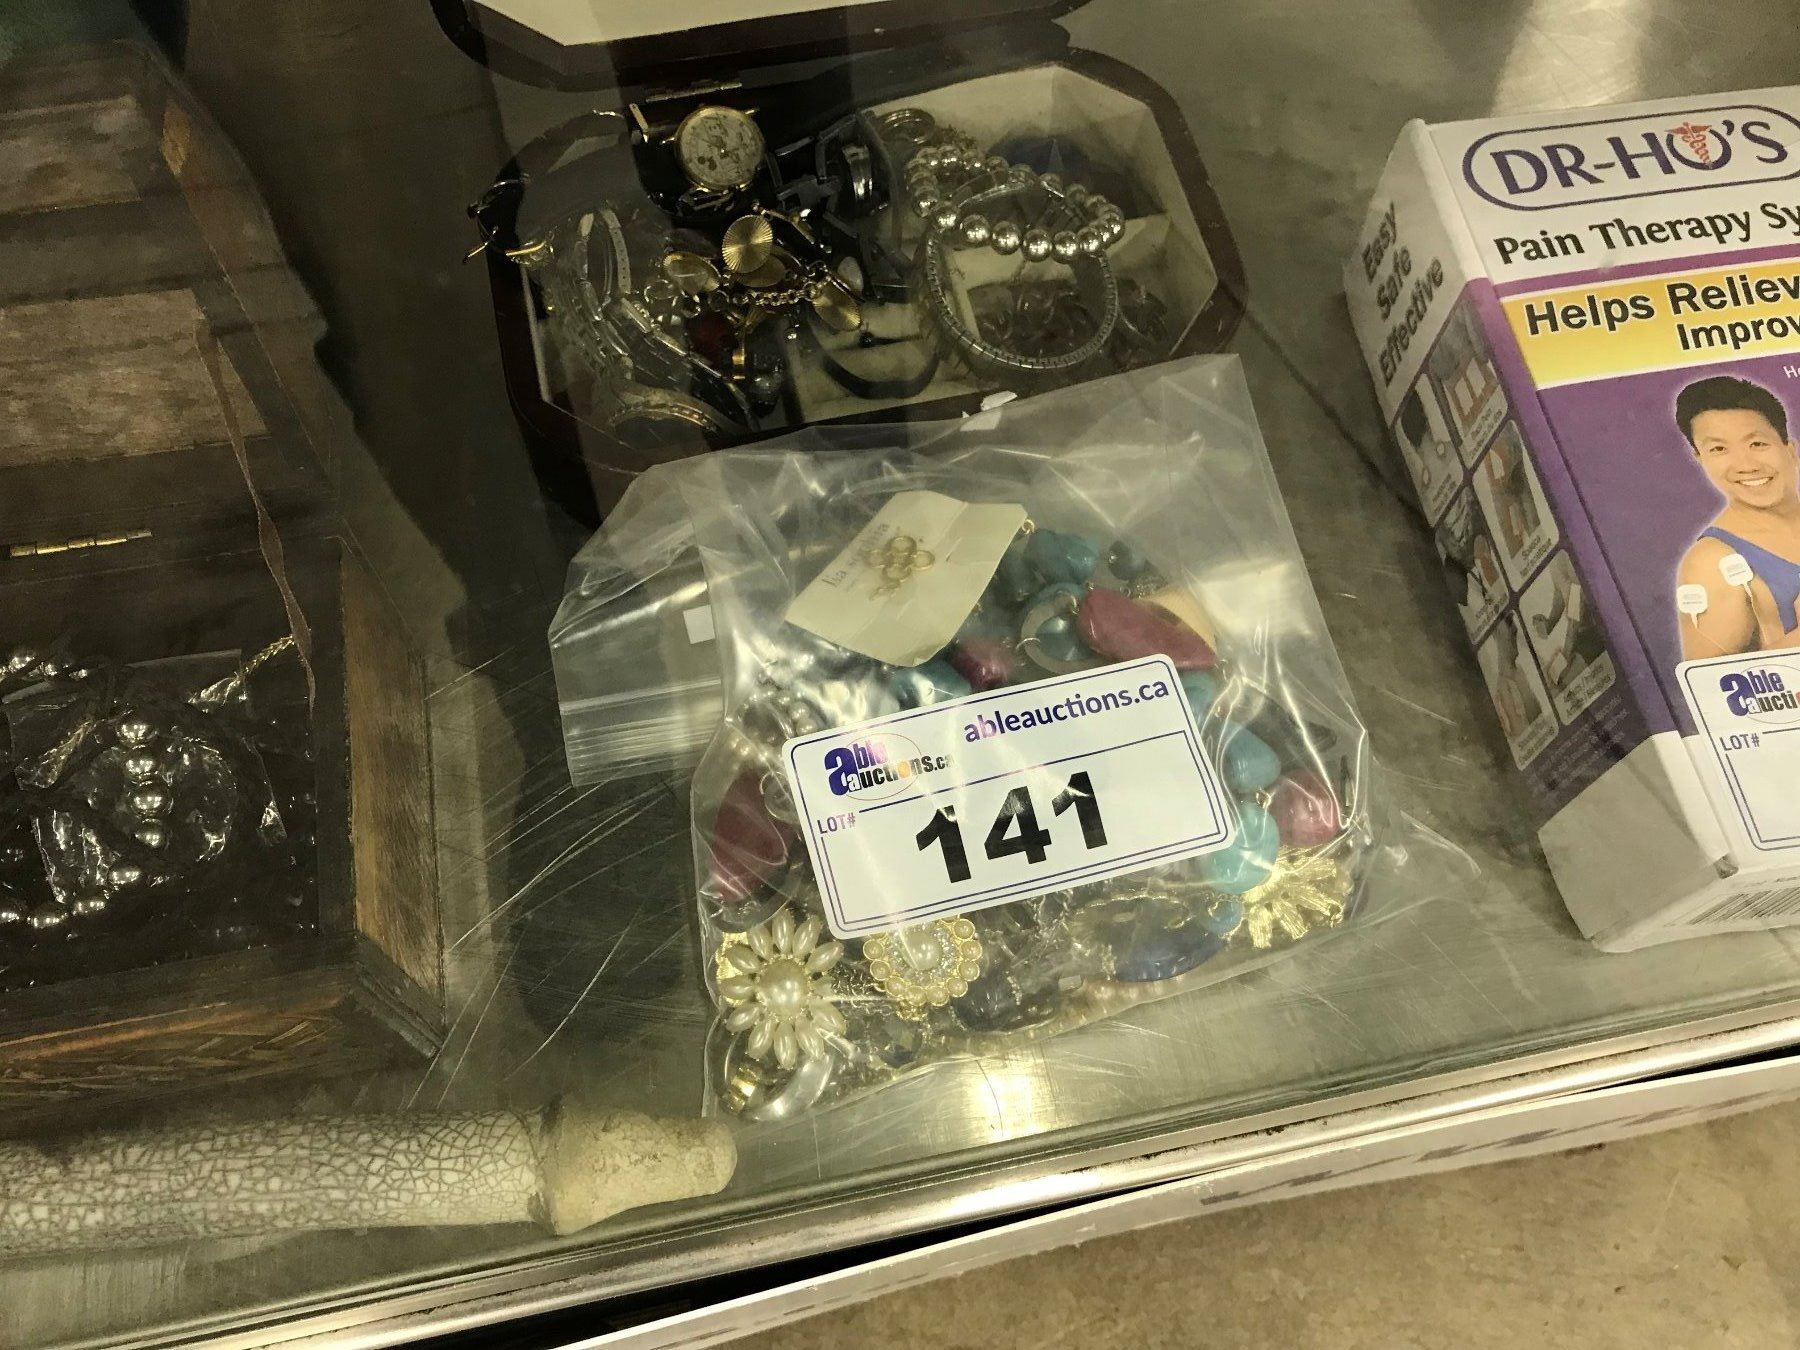 DR-HO'S
Pain Therapy Sy
Helps Reliev
Improv
Easy
Safe
Effective
ableauctions.ca
able
auctions.ca
LOT#
141
able
auctio
LOT#